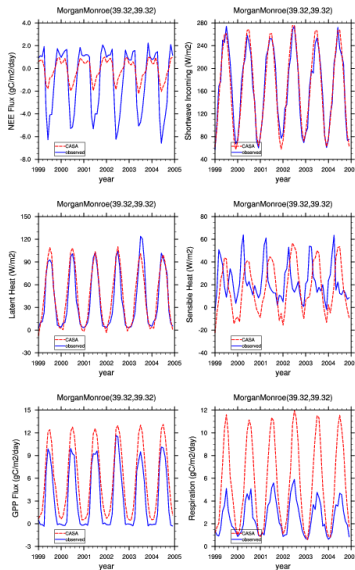 MorganMonroe(39.32,39.32)
NEE Flux (gC/m2/day)
4.0
2.0
0.0
-2.0
-4.0
-6.0
-8.0
CASA
observed
1999 2000 2001 2002 2003 2004 2005
year
MorganMonroe(39.32,39.32)
Shortwave Incoming (W/m2)
280
240
200
160
120
80
40
CASA
observed
1999 2000 2001 2002 2003 2004 200
year
MorganMonroe(39.32,39.32)
Latent Heat (W/m2)
150
120
90
60
30
0
-30
CASA
observed
1999 2000 2001 2002 2003 2004 2005
year
MorganMonroe(39.32,39.32)
Sensible Heat (W/m2)
80
60
40
20
0
-20
-40
CASA
observed
1999 2000 2001 2002 2003 2004 200
year
MorganMonroe(39.32,39.32)
GPP Flux (gC/m2/day)
15
12
9
6
3
0
-3
CASA
observed
1999 2000 2001 2002 2003 2004 2005
year
MorganMonroe(39.32,39.32)
Respiration (gC/m2/day)
12
10
8
6
4
2
0
CASA
observed
1999 2000 2001 2002 2003 2004 200
year